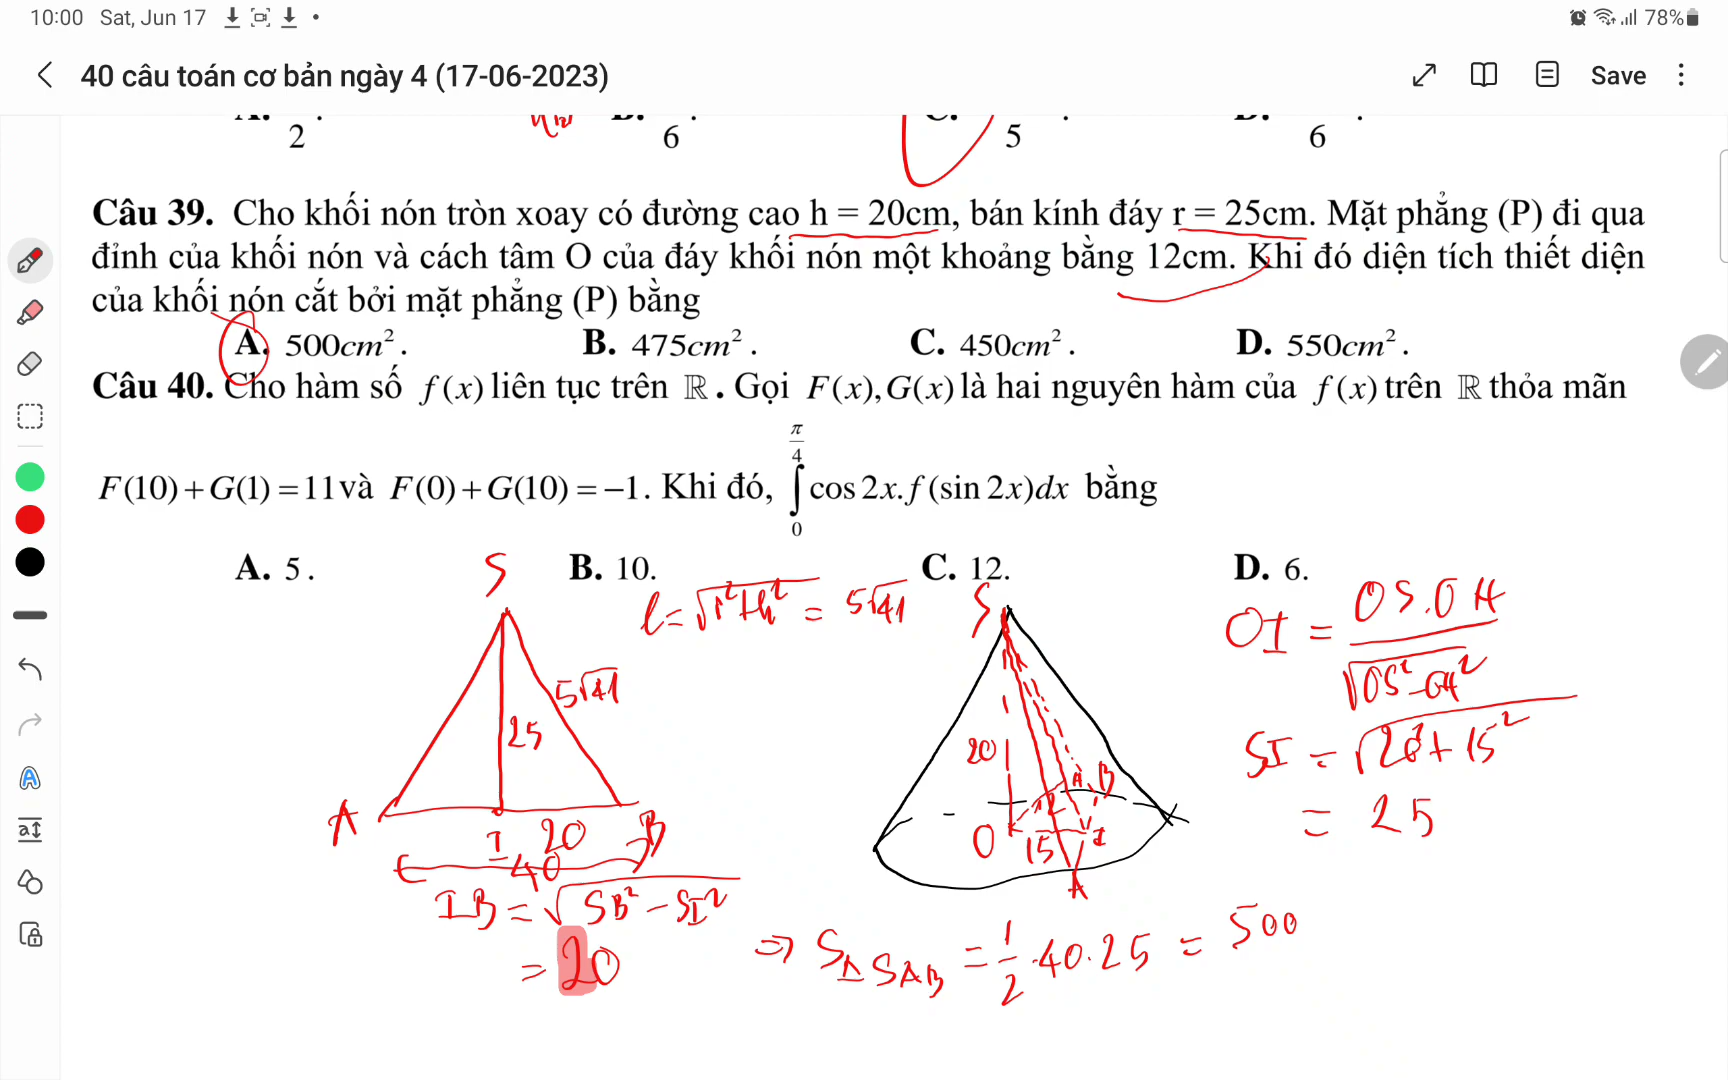 10:00 Sat, Jun 17 78%
40 câu toán cơ bản ngày 4 (17-06-2023) Save
2 6 5 6
Câu 39. Cho khối nón tròn xoay có đường cao h = 20cm, bán kính đáy r = 25cm. Mặt phẳng (P) đi qua
đỉnh của khối nón và cách tâm O của đáy khối nón một khoảng bằng 12cm. Khi đó diện tích thiết diện
của khối nón cắt bởi mặt phẳng (P) bằng
A. 500cm². B. 475cm². C. 450cm². D. 550cm².
Câu 40. Cho hàm số f(x) liên tục trên ℝ. Gọi F(x), G(x) là hai nguyên hàm của f(x) trên ℝ thỏa mãn
F(10)+G(1)=11 và F(0)+G(10)=−1. Khi đó, ∫₀^{π/4} cos 2x.f(sin 2x)dx bằng
A. 5. B. 10. C. 12. D. 6.
S
l = √(r²+h²) = 5√41
S
OI = OS.OH / √(OS²-OH²)
5√41
25
20
SI = √(20²+15²)
= 25
A I 20 B
40
O 15 I
H B
A
IB = √(SB² − SI²)
= 20
⇒ S△SAB = 1/2 .40.25 = 500